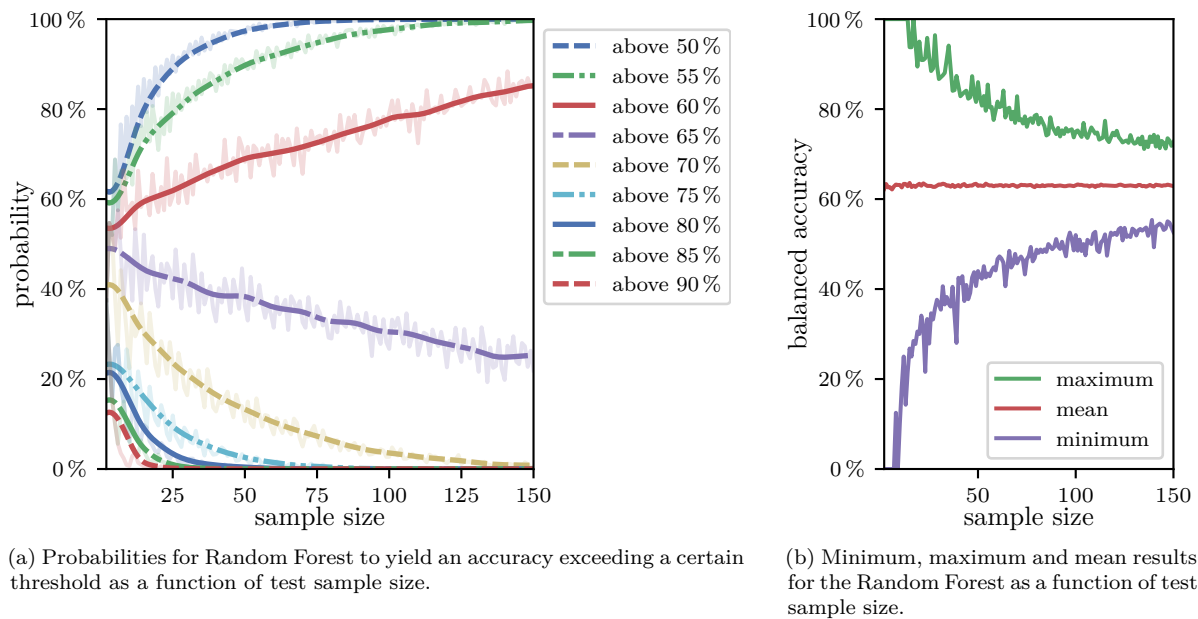 100 %
80 %
60 %
40 %
20 %
0 %
probability
25
50
75
100
125
150
sample size
above 50 %
above 55 %
above 60 %
above 65 %
above 70 %
above 75 %
above 80 %
above 85 %
above 90 %
(a) Probabilities for Random Forest to yield an accuracy exceeding a certain
threshold as a function of test sample size.
100 %
80 %
60 %
40 %
20 %
0 %
balanced accuracy
50
100
150
sample size
maximum
mean
minimum
(b) Minimum, maximum and mean results
for the Random Forest as a function of test
sample size.